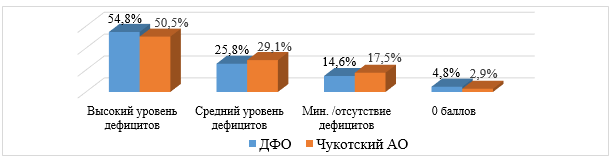 54,8% 50,5%
25,8% 29,1%
14,6% 17,5%
4,8% 2,9%
Высокий уровень дефицитов
Средний уровень дефицитов
Мин. /отсутствие дефицитов
0 баллов
ДФО Чукотский АО